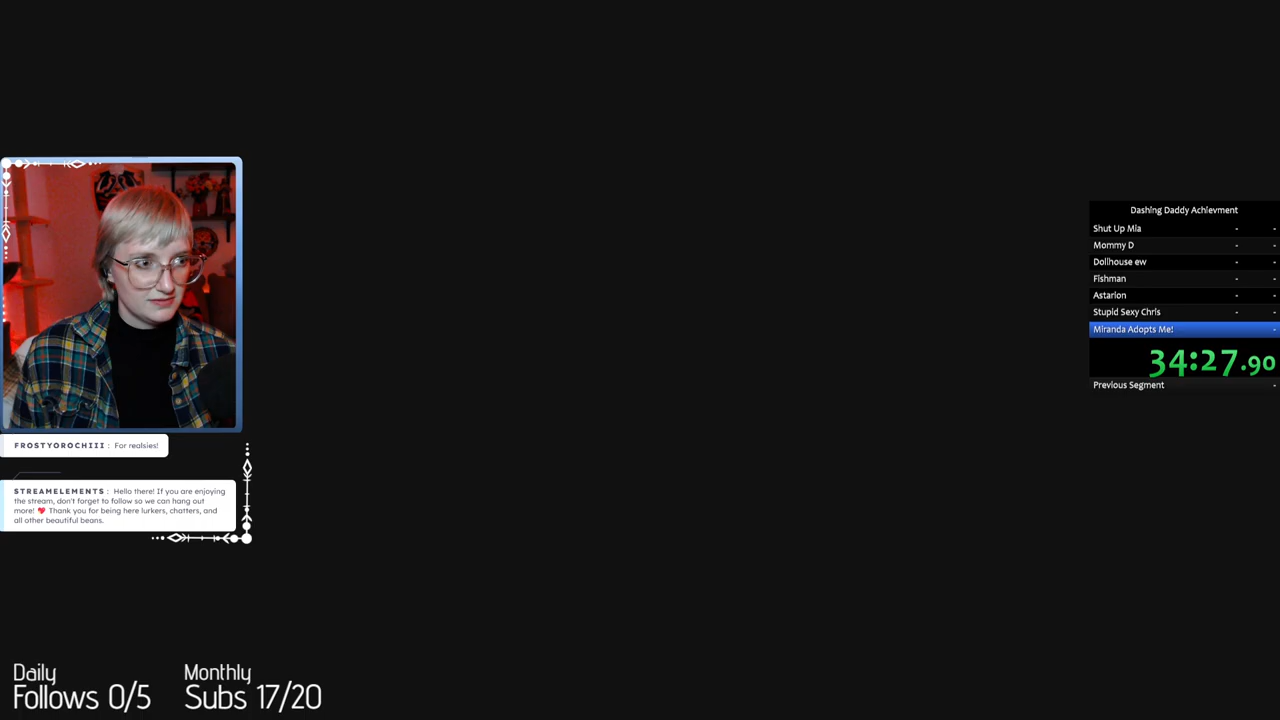 FROSTYOROCHIII : For realsies!
STREAMELEMENTS : Hello there! If you are enjoying
the stream, don't forget to follow so we can hang out
more! 💖 Thank you for being here lurkers, chatters, and
all other beautiful beans.
Daily
Follows 0/5
Monthly
Subs 17/20
Dashing Daddy Achievment
Shut Up Mia - -
Mommy D - -
Dollhouse ew - -
Fishman - -
Astarion - -
Stupid Sexy Chris - -
Miranda Adopts Me! -
34:27.90
Previous Segment -